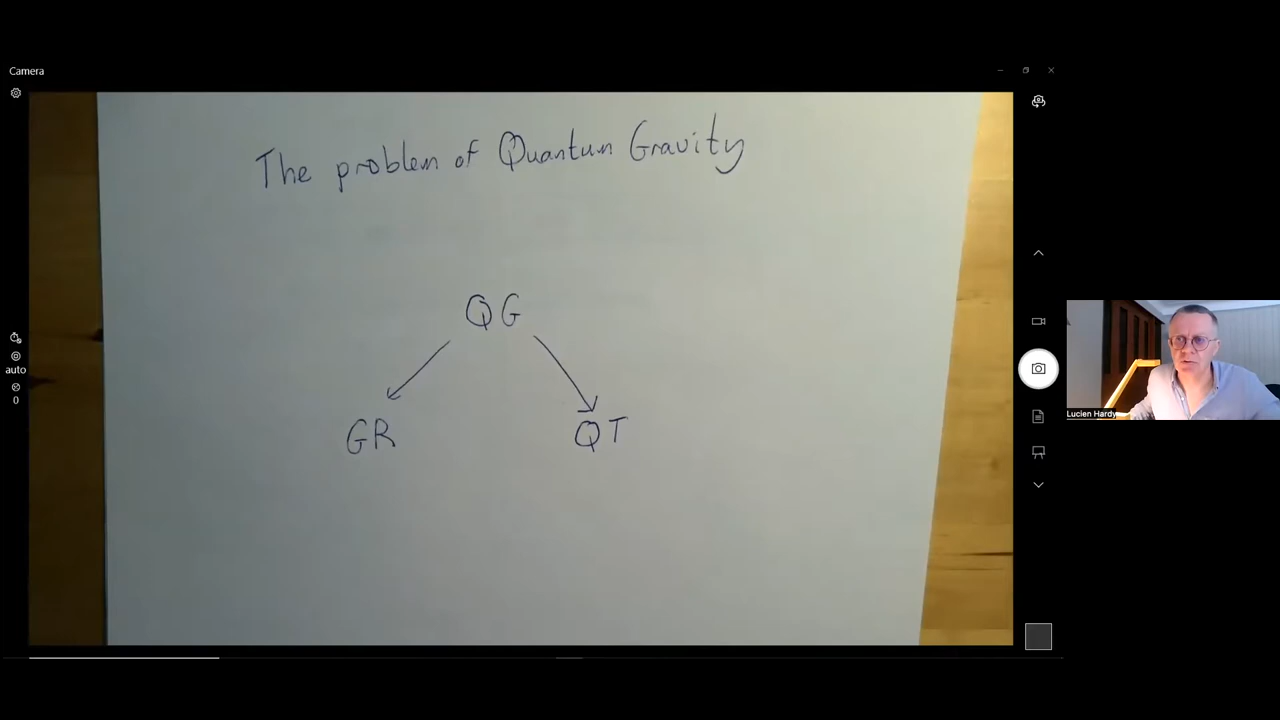 Camera
The problem of Quantum Gravity
QG
GR QT
auto
0
Lucien Hardy